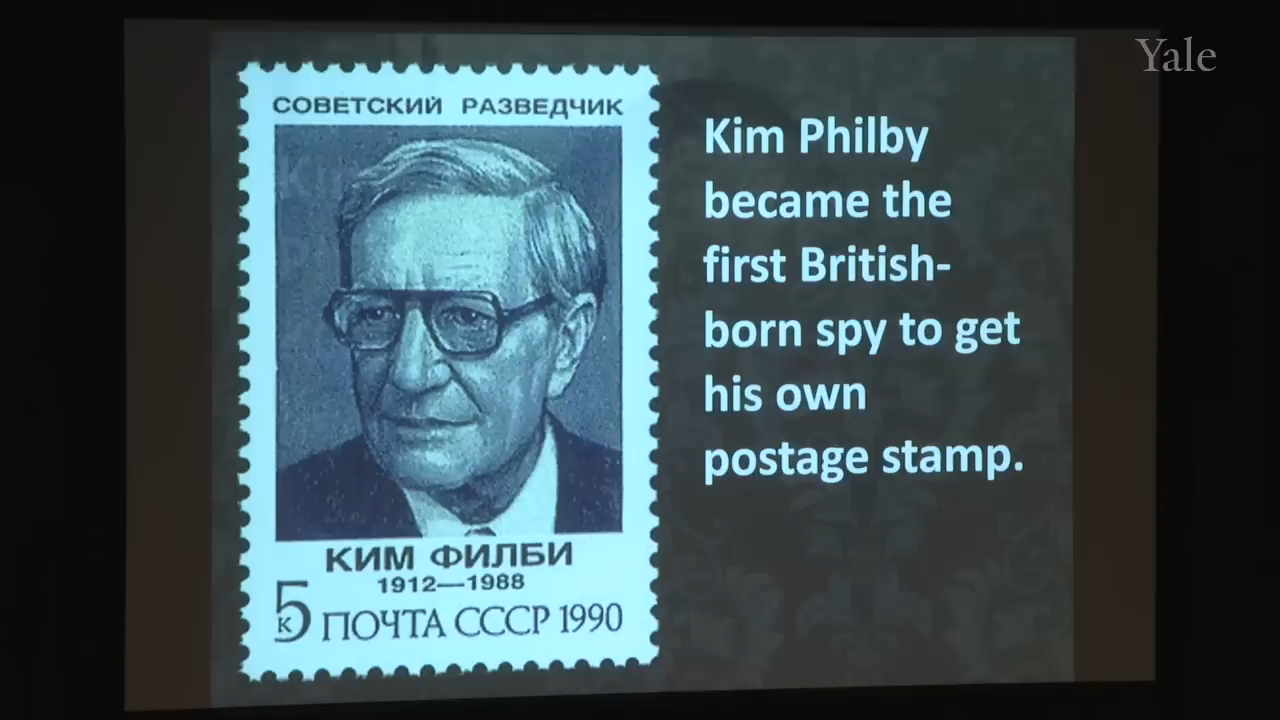 Yale
СОВЕТСКИЙ РАЗВЕДЧИК
КИМ ФИЛБИ
1912—1988
5 к ПОЧТА СССР 1990
Kim Philby
became the
first British-
born spy to get
his own
postage stamp.